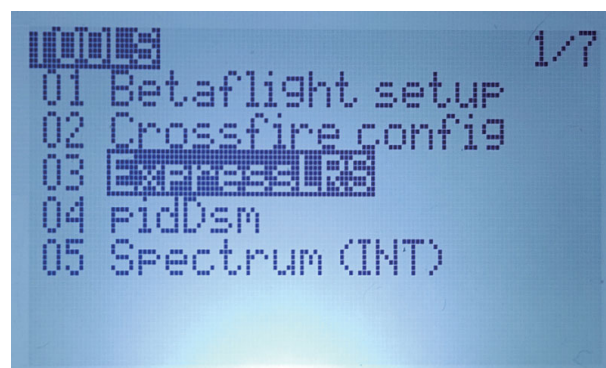 TOOLS 1/7
01 Betaflight setup
02 Crossfire config
03 ExpressLRS
04 pidDsm
05 Spectrum (INT)